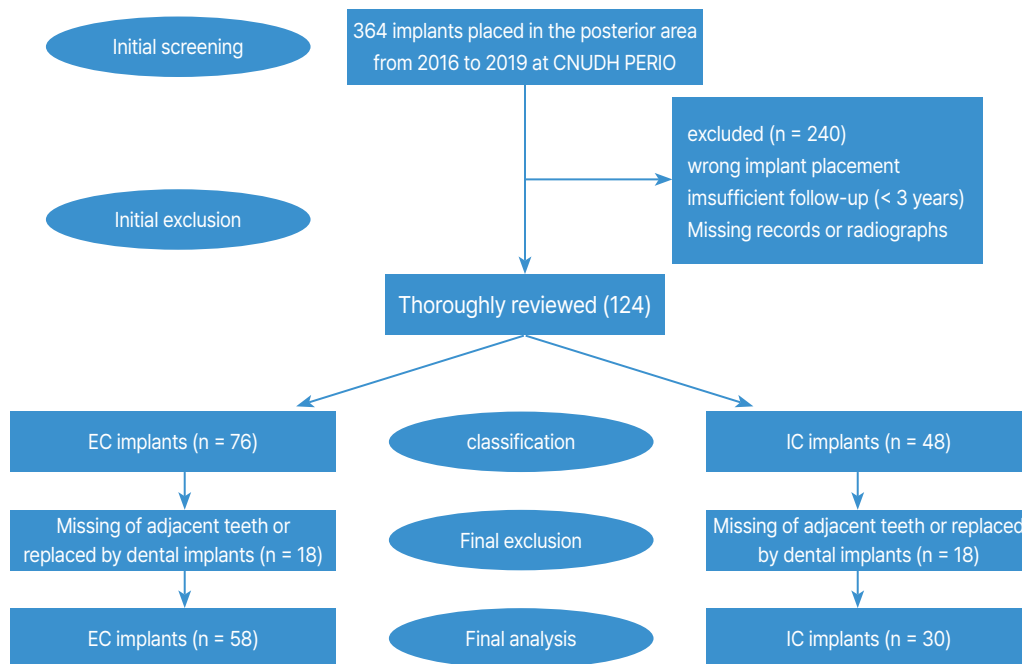 Initial screening
364 implants placed in the posterior area
from 2016 to 2019 at CNUDH PERIO
excluded (n = 240)
wrong implant placement
imsufficient follow-up (< 3 years)
Missing records or radiographs
Initial exclusion
Thoroughly reviewed (124)
EC implants (n = 76)
classification
IC implants (n = 48)
Missing of adjacent teeth or
replaced by dental implants (n = 18)
Final exclusion
Missing of adjacent teeth or replaced
by dental implants (n = 18)
EC implants (n = 58)
Final analysis
IC implants (n = 30)